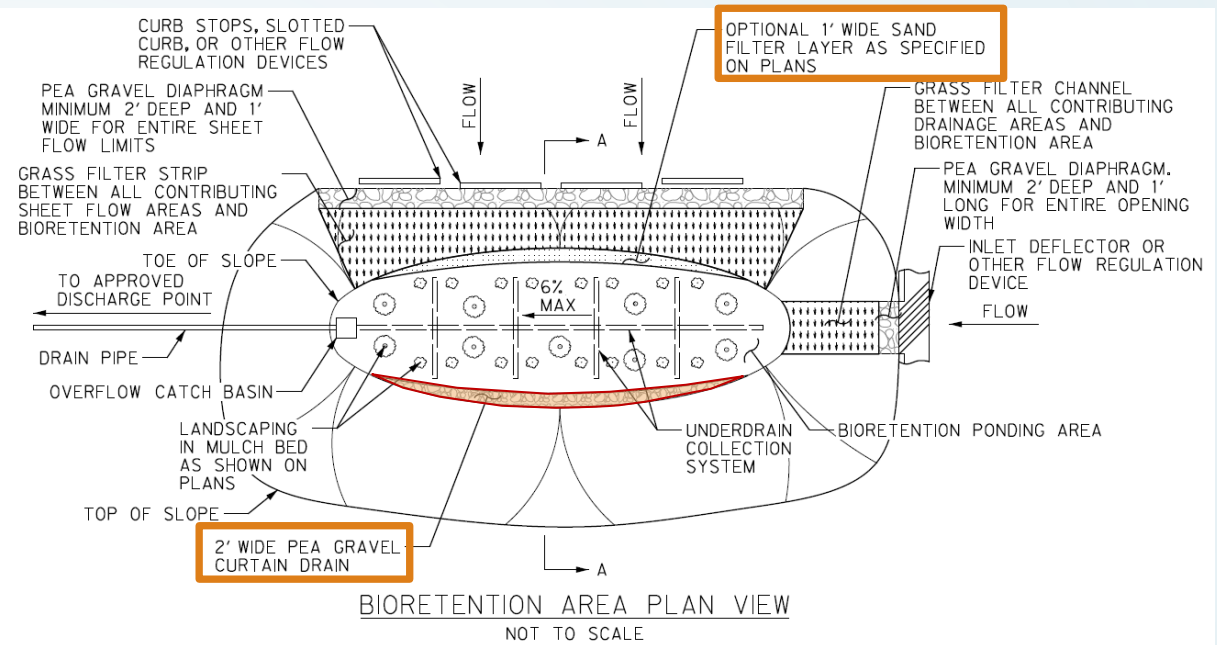 CURB STOPS, SLOTTED
CURB, OR OTHER FLOW
REGULATION DEVICES
OPTIONAL 1' WIDE SAND
FILTER LAYER AS SPECIFIED
ON PLANS
PEA GRAVEL DIAPHRAGM
MINIMUM 2' DEEP AND 1'
WIDE FOR ENTIRE SHEET
FLOW LIMITS
FLOW
FLOW
A
GRASS FILTER CHANNEL
BETWEEN ALL CONTRIBUTING
DRAINAGE AREAS AND
BIORETENTION AREA
GRASS FILTER STRIP
BETWEEN ALL CONTRIBUTING
SHEET FLOW AREAS AND
BIORETENTION AREA
PEA GRAVEL DIAPHRAGM.
MINIMUM 2' DEEP AND 1'
LONG FOR ENTIRE OPENING
WIDTH
TOE OF SLOPE
INLET DEFLECTOR OR
OTHER FLOW REGULATION
DEVICE
TO APPROVED
DISCHARGE POINT
6%
MAX
FLOW
DRAIN PIPE
OVERFLOW CATCH BASIN
LANDSCAPING
IN MULCH BED
AS SHOWN ON
PLANS
UNDERDRAIN
COLLECTION
SYSTEM
BIORETENTION PONDING AREA
TOP OF SLOPE
2' WIDE PEA GRAVEL
CURTAIN DRAIN
A
BIORETENTION AREA PLAN VIEW
NOT TO SCALE